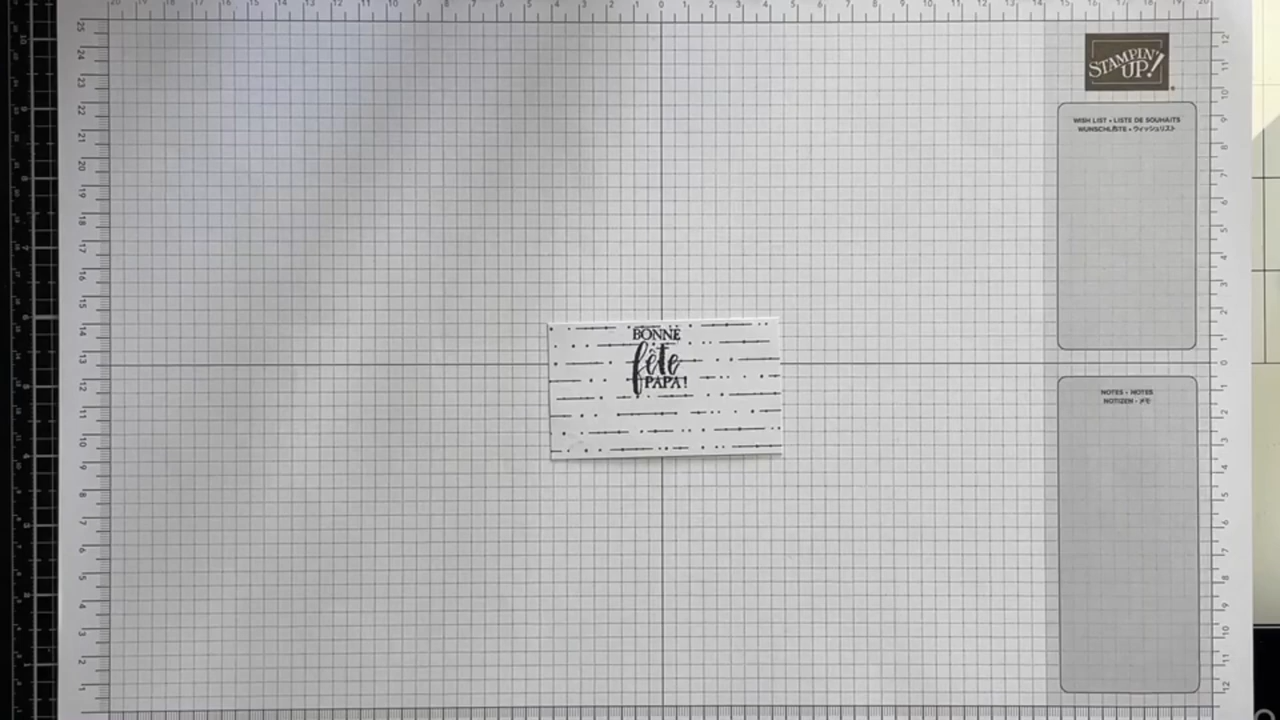 STAMPIN'
UP!
WISH LIST • LISTE DE SOUHAITS
WUNSCHLISTE • ウィッシュリスト
BONNE
fête
PAPA!
NOTES • NOTES
NOTIZEN • メモ